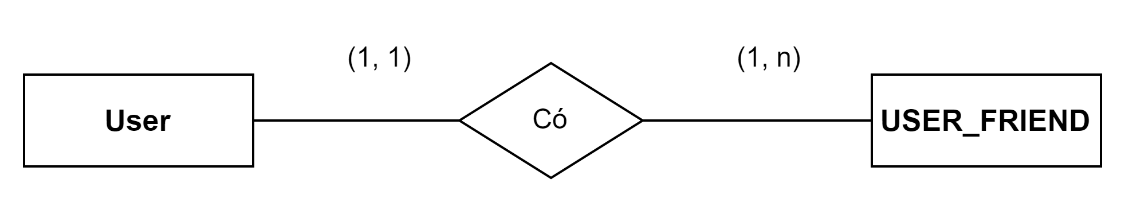 (1, 1)
(1, n)
User
Có
USER_FRIEND